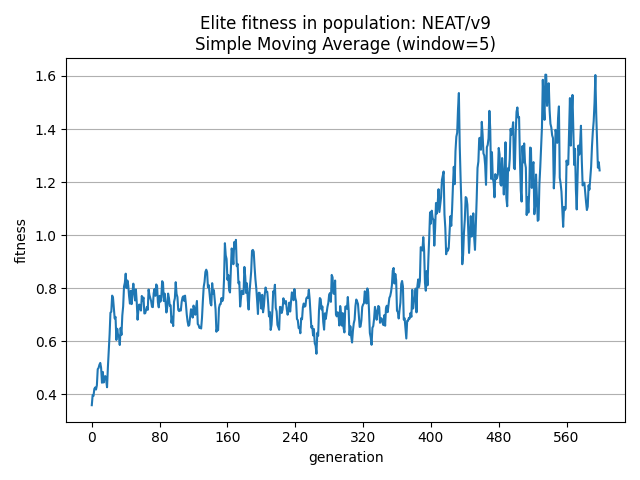 Elite fitness in population: NEAT/v9
Simple Moving Average (window=5)
1.6
1.4
1.2
1.0
0.8
0.6
0.4
fitness
0 80 160 240 320 400 480 560
generation